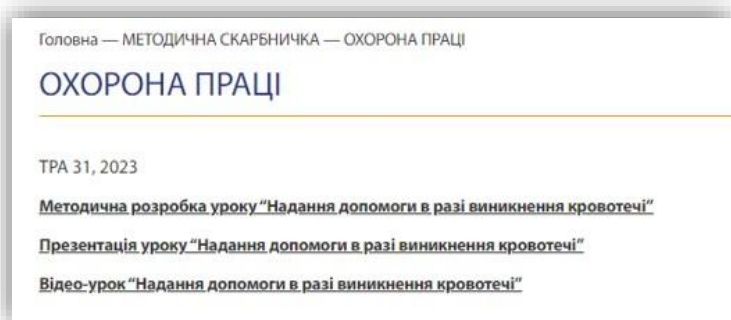 Головна — МЕТОДИЧНА СКАРБНИЧКА — ОХОРОНА ПРАЦІ
ОХОРОНА ПРАЦІ
ТРА 31, 2023
Методична розробка уроку “Надання допомоги в разі виникнення кровотечі”
Презентація уроку “Надання допомоги в разі виникнення кровотечі”
Відео-урок “Надання допомоги в разі виникнення кровотечі”